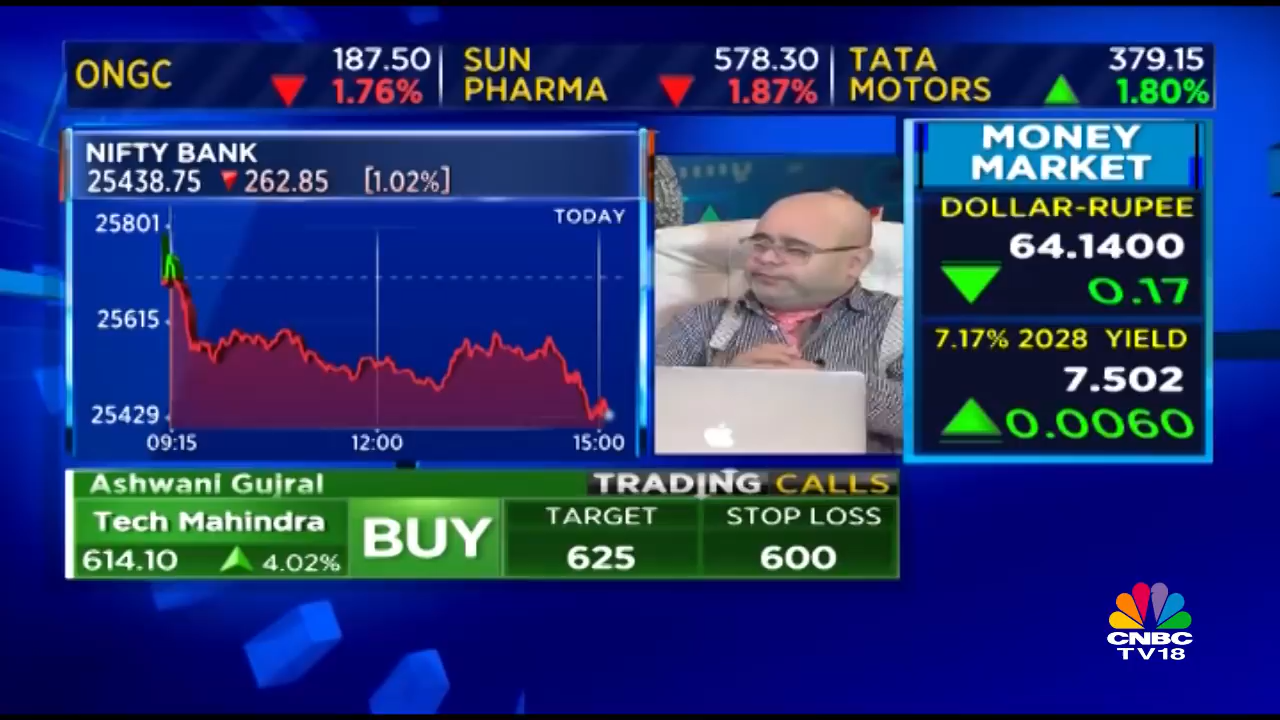 ONGC
187.50
1.76%
SUN
PHARMA
578.30
1.87%
TATA
MOTORS
379.15
1.80%
NIFTY BANK
25438.75 262.85 [1.02%]
TODAY
25801
25615
25429
09:15 12:00 15:00
MONEY
MARKET
DOLLAR-RUPEE
64.1400
0.17
7.17% 2028 YIELD
7.502
0.0060
Ashwani Gujral
TRADING CALLS
Tech Mahindra
614.10 4.02%
BUY
TARGET
625
STOP LOSS
600
CNBC
TV18